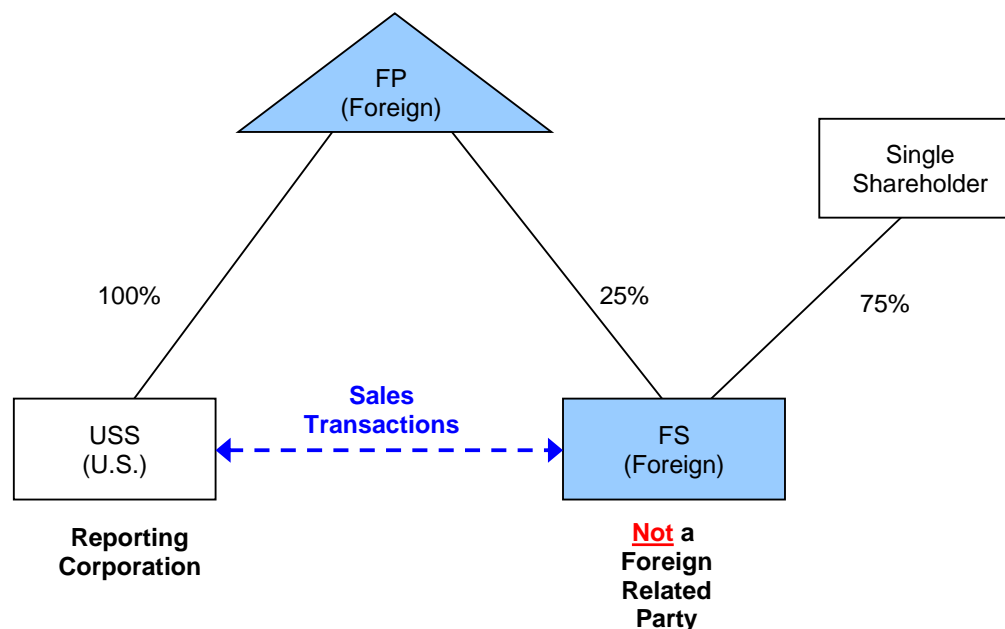 FP
(Foreign)
Single
Shareholder
100%
25%
75%
Sales
Transactions
USS
(U.S.)
FS
(Foreign)
Reporting
Corporation
Not a
Foreign
Related
Party